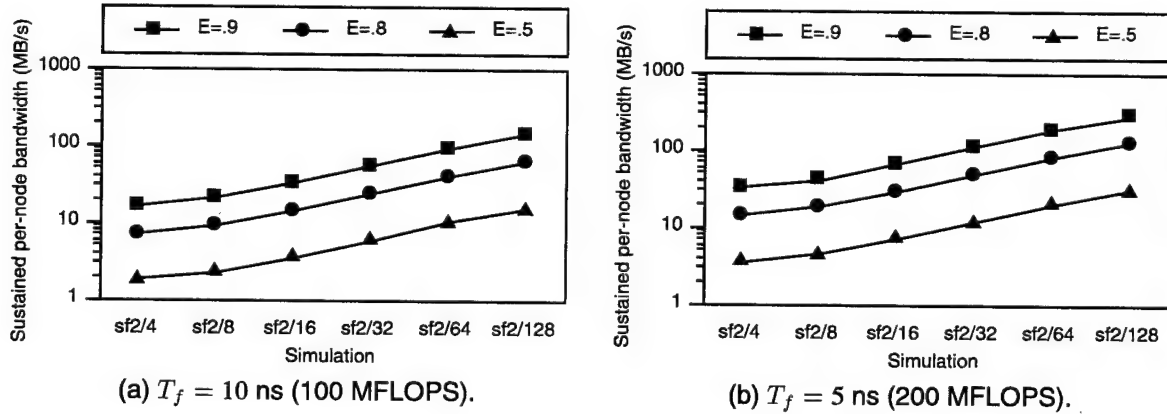 E=.9 E=.8 E=.5
Sustained per-node bandwidth (MB/s)
1000
100
10
1
sf2/4 sf2/8 sf2/16 sf2/32 sf2/64 sf2/128
Simulation
(a) T_f = 10 ns (100 MFLOPS).
E=.9 E=.8 E=.5
Sustained per-node bandwidth (MB/s)
1000
100
10
1
sf2/4 sf2/8 sf2/16 sf2/32 sf2/64 sf2/128
Simulation
(b) T_f = 5 ns (200 MFLOPS).